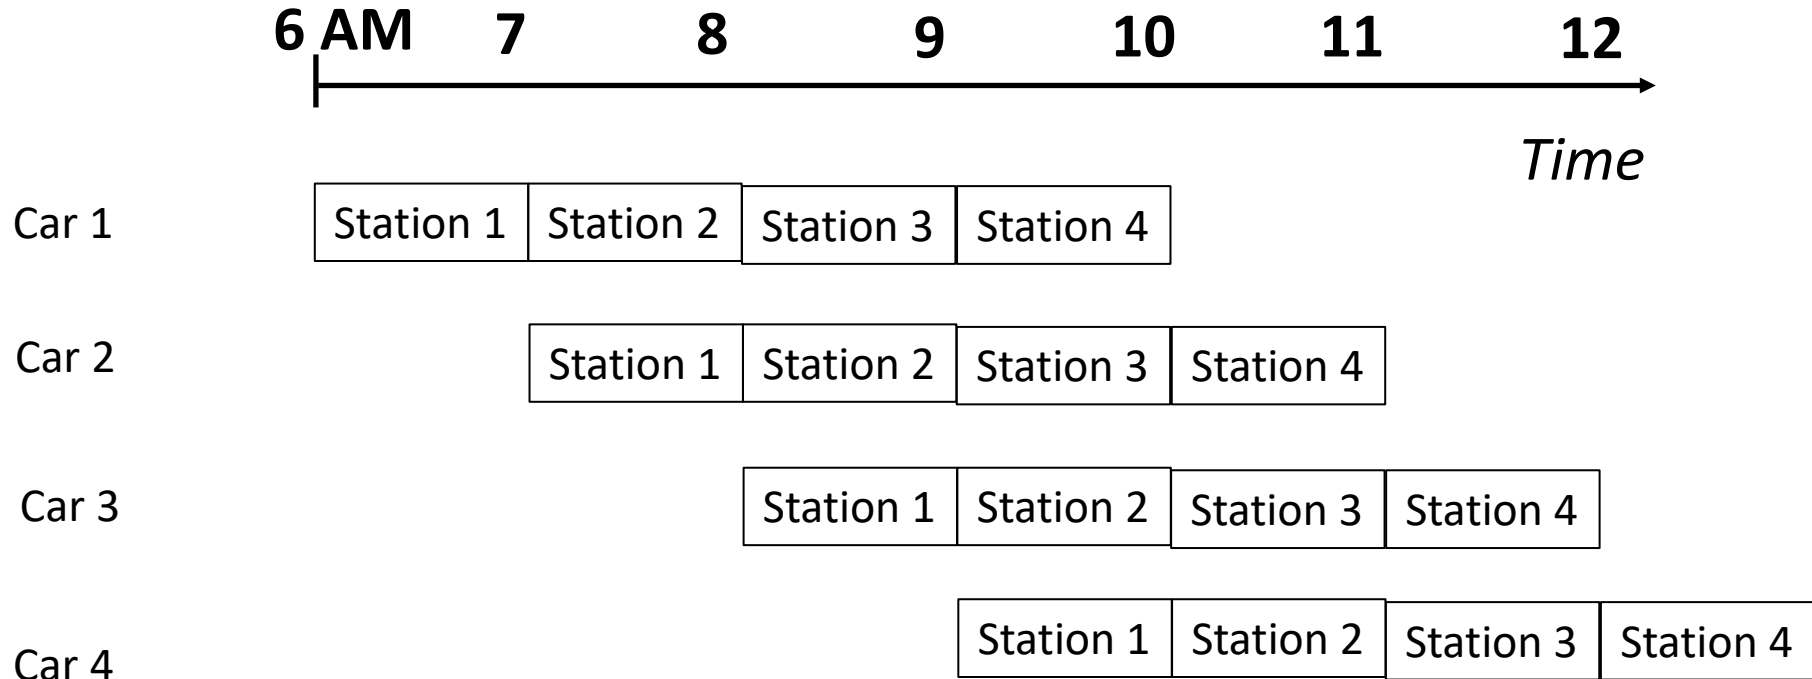 6 AM 7 8 9 10 11 12
Time
Car 1 Station 1 Station 2 Station 3 Station 4
Car 2 Station 1 Station 2 Station 3 Station 4
Car 3 Station 1 Station 2 Station 3 Station 4
Car 4 Station 1 Station 2 Station 3 Station 4